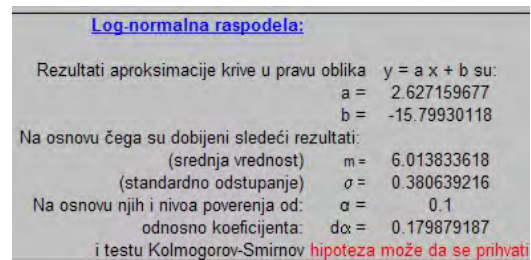 Log-normalna raspodela:
Rezultati aproksimacije krive u pravu oblika y = a x + b su:
a = 2.627159677
b = -15.79930118
Na osnovu čega su dobijeni sledeći rezultati:
(srednja vrednost) m = 6.013833618
(standardno odstupanje) σ = 0.380639216
Na osnovu njih i nivoa poverenja od: α = 0.1
odnosno koeficijenta: dα = 0.179879187
i testu Kolmogorov-Smirnov hipoteza može da se prihvati